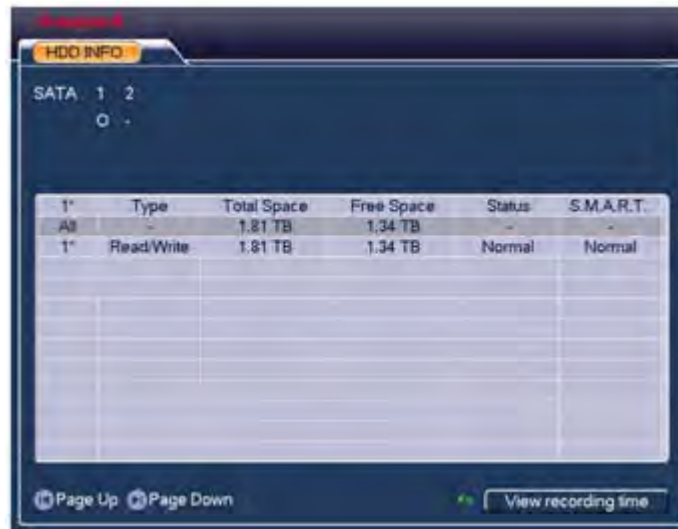 HDD INFO
SATA 1 2
O -
1* Type Total Space Free Space Status S.M.A.R.T.
All - 1.81 TB 1.34 TB - -
1* Read/Write 1.81 TB 1.34 TB Normal Normal
Page Up Page Down View recording time